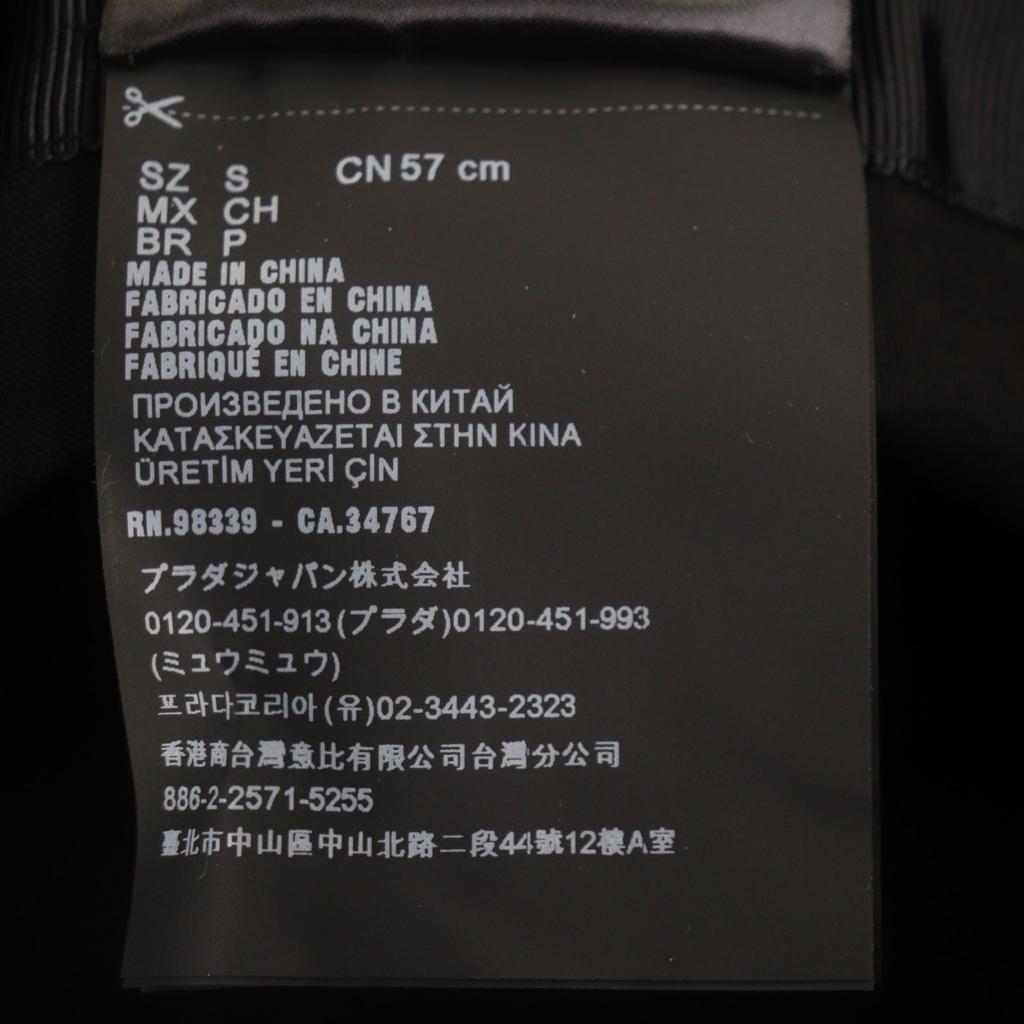 SZ S CN 57 cm
MX CH
BR P
MADE IN CHINA
FABRICADO EN CHINA
FABRICADO NA CHINA
FABRIQUÉ EN CHINE
ПРОИЗВЕДЕНО В КИТАЙ
ΚΑΤΑΣΚΕΥΑΖΕΤΑΙ ΣΤΗΝ ΚΙΝΑ
ÜRETİM YERİ ÇİN
RN.98339 - CA.34767
プラダジャパン株式会社
0120-451-913(プラダ)0120-451-993
(ミュウミュウ)
프라다코리아(유)02-3443-2323
香港商台灣意比有限公司台灣分公司
886-2-2571-5255
臺北市中山區中山北路二段44號12樓A室